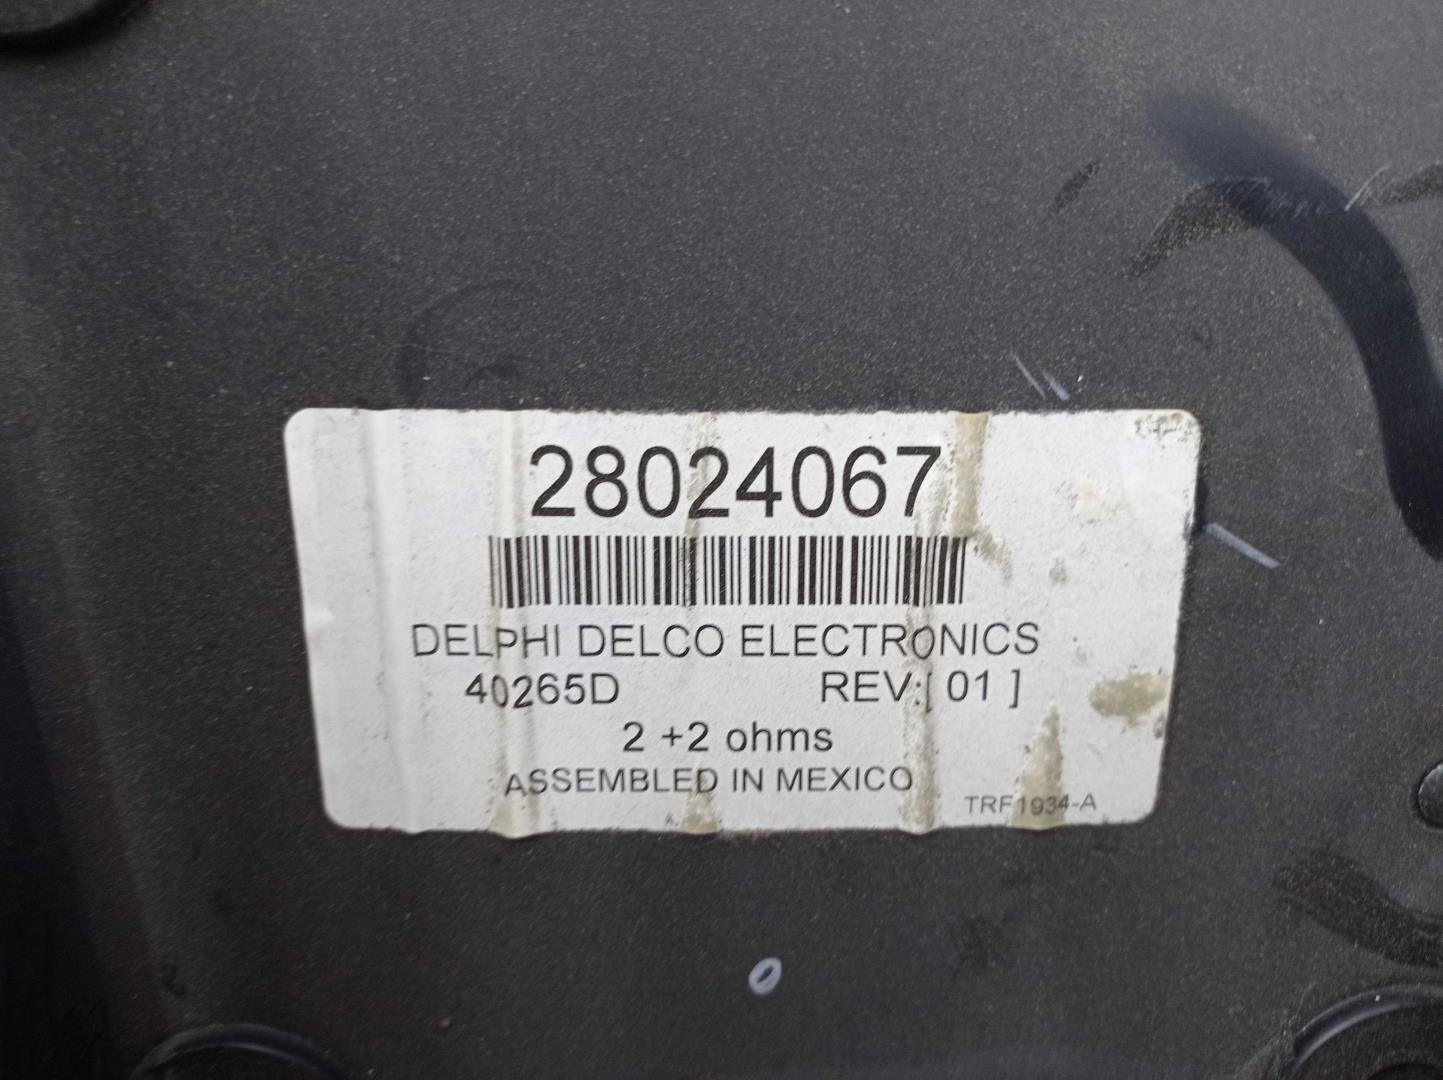 28024067
DELPHI DELCO ELECTRONICS
40265D REV:[ 01 ]
2 +2 ohms
ASSEMBLED IN MEXICO
TRF1934-A